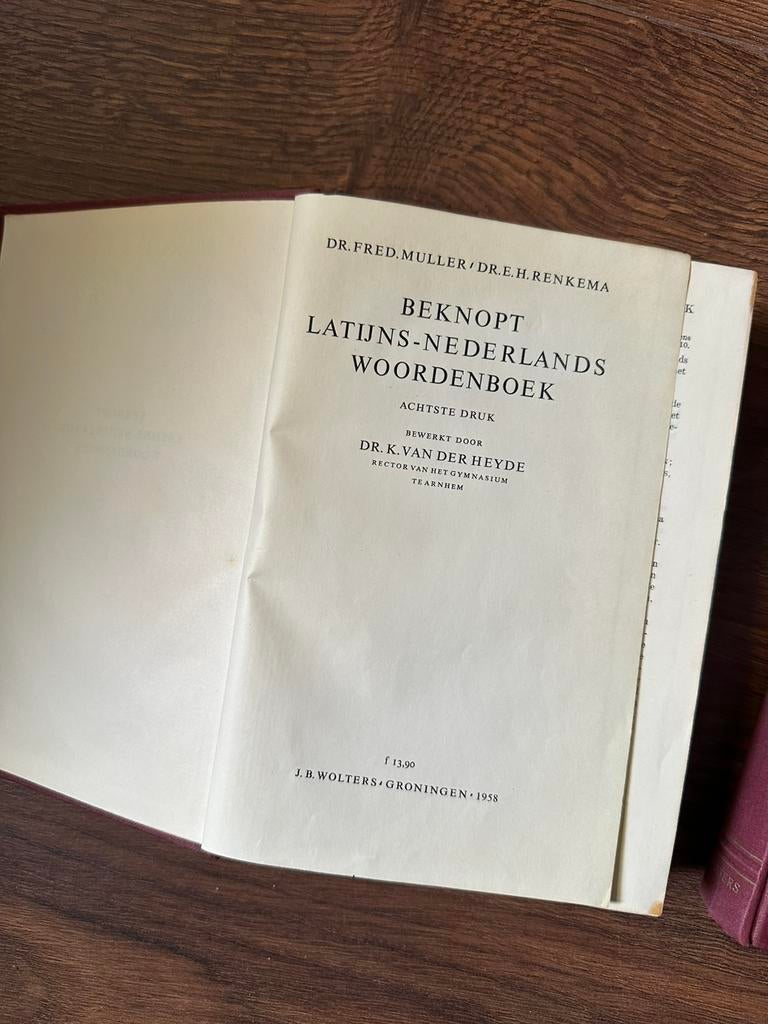 DR. FRED. MULLER / DR. E. H. RENKEMA
BEKNOPT
LATIJNS-NEDERLANDS
WOORDENBOEK
ACHTSTE DRUK
BEWERKT DOOR
DR. K. VAN DER HEYDE
RECTOR VAN HET GYMNASIUM
TE ARNHEM
f 13,90
J. B. WOLTERS • GRONINGEN • 1958